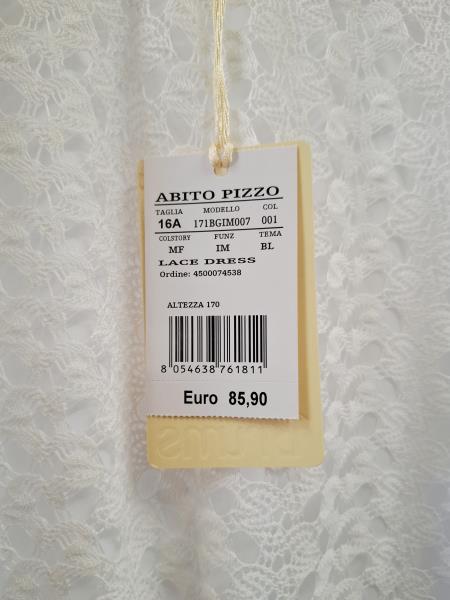 ABITO PIZZO
TAGLIA MODELLO COL
16A 171BGIM007 001
COLSTORY FUNZ TEMA
MF IM BL
LACE DRESS
Ordine: 4500074538
ALTEZZA 170
8 054638 761811
Euro 85,90